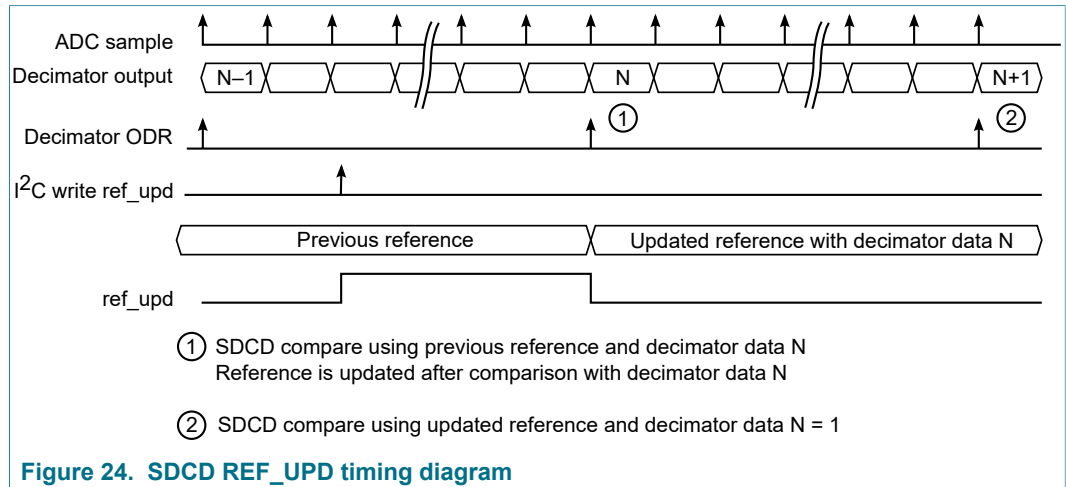 ADC sample
Decimator output
N–1
N
N+1
1
2
Decimator ODR
I2C write ref_upd
Previous reference
Updated reference with decimator data N
ref_upd
1 SDCD compare using previous reference and decimator data N
Reference is updated after comparison with decimator data N
2 SDCD compare using updated reference and decimator data N = 1
Figure 24. SDCD REF_UPD timing diagram